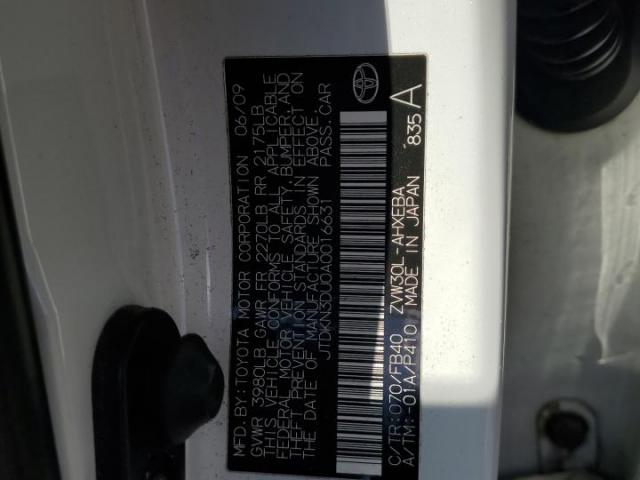 MFD. BY: TOYOTA MOTOR CORPORATION 06/09
GVWR 3980LB GAWR FR 2270LB RR 2175LB
THIS VEHICLE CONFORMS TO ALL APPLICABLE
FEDERAL MOTOR VEHICLE SAFETY, BUMPER, AND
THEFT PREVENTION STANDARDS IN EFFECT ON
THE DATE OF MANUFACTURE SHOWN ABOVE.
JTDKN3DU0A0016631 PASS. CAR
C/TR: 070/FB40 ZVW30L-AHXEBA
A/TM: -01A/P410 MADE IN JAPAN 835 A